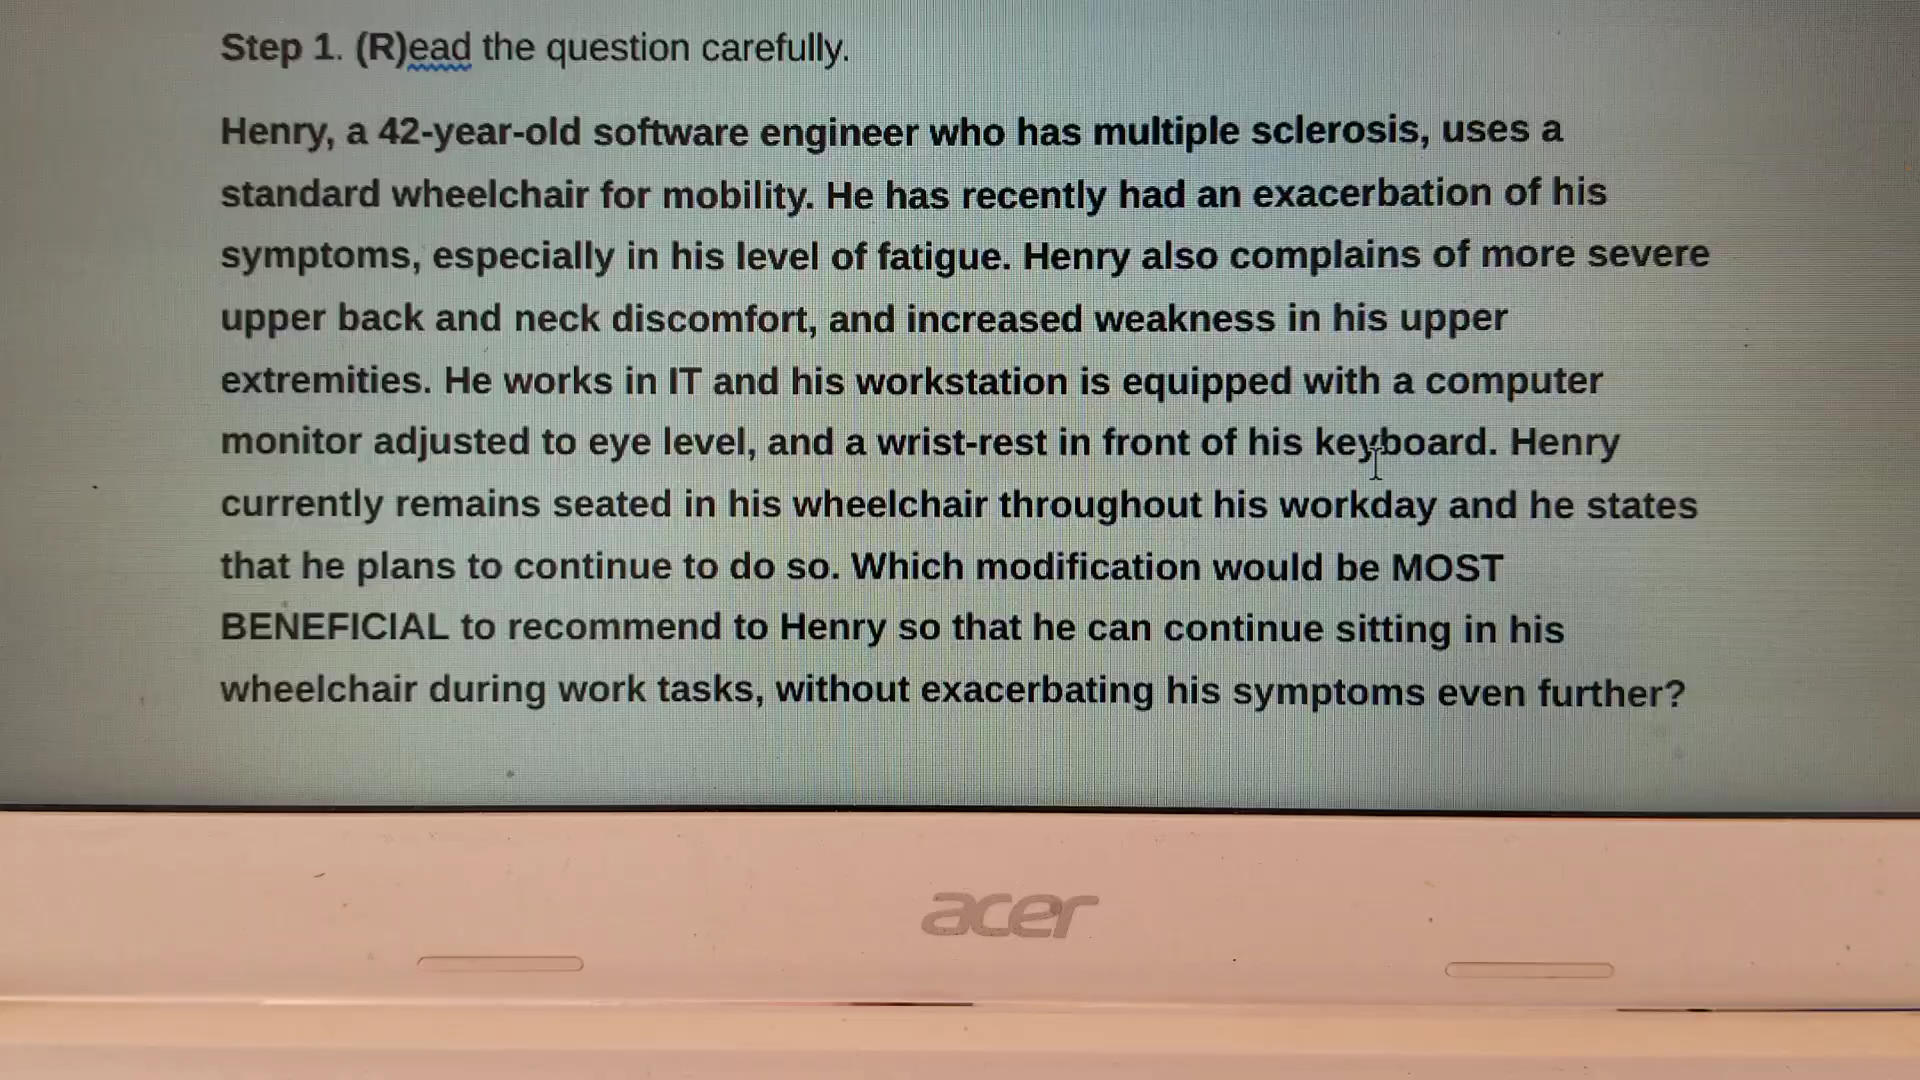 Step 1. (R)ead the question carefully.
Henry, a 42-year-old software engineer who has multiple sclerosis, uses a
standard wheelchair for mobility. He has recently had an exacerbation of his
symptoms, especially in his level of fatigue. Henry also complains of more severe
upper back and neck discomfort, and increased weakness in his upper
extremities. He works in IT and his workstation is equipped with a computer
monitor adjusted to eye level, and a wrist-rest in front of his keyboard. Henry
currently remains seated in his wheelchair throughout his workday and he states
that he plans to continue to do so. Which modification would be MOST
BENEFICIAL to recommend to Henry so that he can continue sitting in his
wheelchair during work tasks, without exacerbating his symptoms even further?
acer